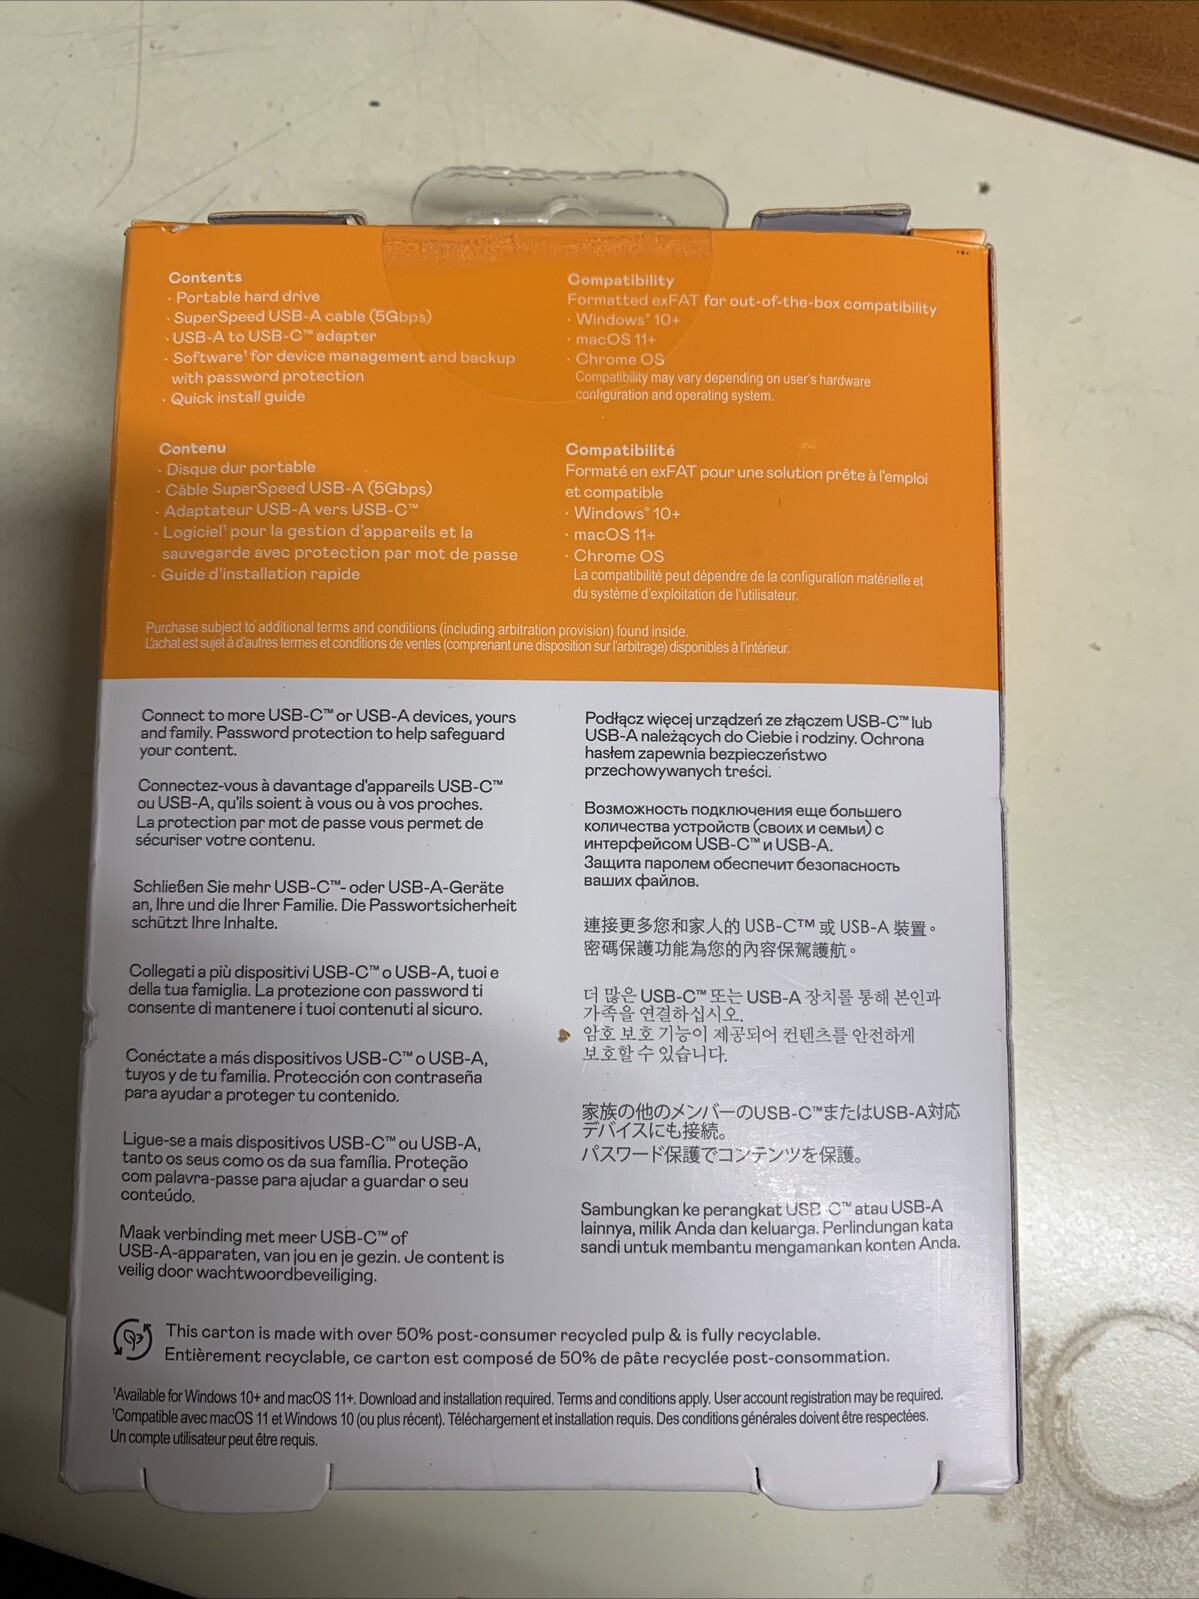 Contents
· Portable hard drive
· SuperSpeed USB-A cable (5Gbps)
· USB-A to USB-C™ adapter
· Software¹ for device management and backup
with password protection
· Quick install guide
Compatibility
Formatted exFAT for out-of-the-box compatibility
· Windows® 10+
· macOS 11+
· Chrome OS
Compatibility may vary depending on user's hardware
configuration and operating system.
Contenu
· Disque dur portable
· Câble SuperSpeed USB-A (5Gbps)
· Adaptateur USB-A vers USB-C™
· Logiciel¹ pour la gestion d'appareils et la
sauvegarde avec protection par mot de passe
· Guide d'installation rapide
Compatibilité
Formaté en exFAT pour une solution prête à l'emploi
et compatible
· Windows® 10+
· macOS 11+
· Chrome OS
La compatibilité peut dépendre de la configuration matérielle et
du système d'exploitation de l'utilisateur.
Purchase subject to additional terms and conditions (including arbitration provision) found inside.
L'achat est sujet à d'autres termes et conditions de ventes (comprenant une disposition sur l'arbitrage) disponibles à l'intérieur.
Connect to more USB-C™ or USB-A devices, yours
and family. Password protection to help safeguard
your content.
Connectez-vous à davantage d'appareils USB-C™
ou USB-A, qu'ils soient à vous ou à vos proches.
La protection par mot de passe vous permet de
sécuriser votre contenu.
Schließen Sie mehr USB-C™- oder USB-A-Geräte
an, Ihre und die Ihrer Familie. Die Passwortsicherheit
schützt Ihre Inhalte.
Collegati a più dispositivi USB-C™ o USB-A, tuoi e
della tua famiglia. La protezione con password ti
consente di mantenere i tuoi contenuti al sicuro.
Conéctate a más dispositivos USB-C™ o USB-A,
tuyos y de tu familia. Protección con contraseña
para ayudar a proteger tu contenido.
Ligue-se a mais dispositivos USB-C™ ou USB-A,
tanto os seus como os da sua família. Proteção
com palavra-passe para ajudar a guardar o seu
conteúdo.
Maak verbinding met meer USB-C™ of
USB-A-apparaten, van jou en je gezin. Je content is
veilig door wachtwoordbeveiliging.
Podłącz więcej urządzeń ze złączem USB-C™ lub
USB-A należących do Ciebie i rodziny. Ochrona
hasłem zapewnia bezpieczeństwo
przechowywanych treści.
Возможность подключения еще большего
количества устройств (своих и семьи) с
интерфейсом USB-C™ и USB-A.
Защита паролем обеспечит безопасность
ваших файлов.
連接更多您和家人的 USB-C™ 或 USB-A 裝置。
密碼保護功能為您的內容保駕護航。
더 많은 USB-C™ 또는 USB-A 장치를 통해 본인과
가족을 연결하십시오.
암호 보호 기능이 제공되어 컨텐츠를 안전하게
보호할 수 있습니다.
家族の他のメンバーのUSB-C™またはUSB-A対応
デバイスにも接続。
パスワード保護でコンテンツを保護。
Sambungkan ke perangkat USB-C™ atau USB-A
lainnya, milik Anda dan keluarga. Perlindungan kata
sandi untuk membantu mengamankan konten Anda.
This carton is made with over 50% post-consumer recycled pulp & is fully recyclable.
Entièrement recyclable, ce carton est composé de 50% de pâte recyclée post-consommation.
¹Available for Windows 10+ and macOS 11+. Download and installation required. Terms and conditions apply. User account registration may be required.
¹Compatible avec macOS 11 et Windows 10 (ou plus récent). Téléchargement et installation requis. Des conditions générales doivent être respectées.
Un compte utilisateur peut être requis.